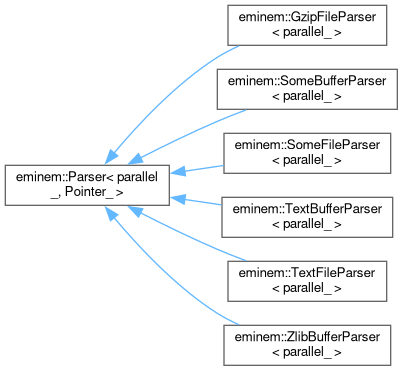 eminem::GzipFileParser
< parallel_ >
eminem::SomeBufferParser
< parallel_ >
eminem::SomeFileParser
< parallel_ >
eminem::Parser< parallel
_, Pointer_ >
eminem::TextBufferParser
< parallel_ >
eminem::TextFileParser
< parallel_ >
eminem::ZlibBufferParser
< parallel_ >